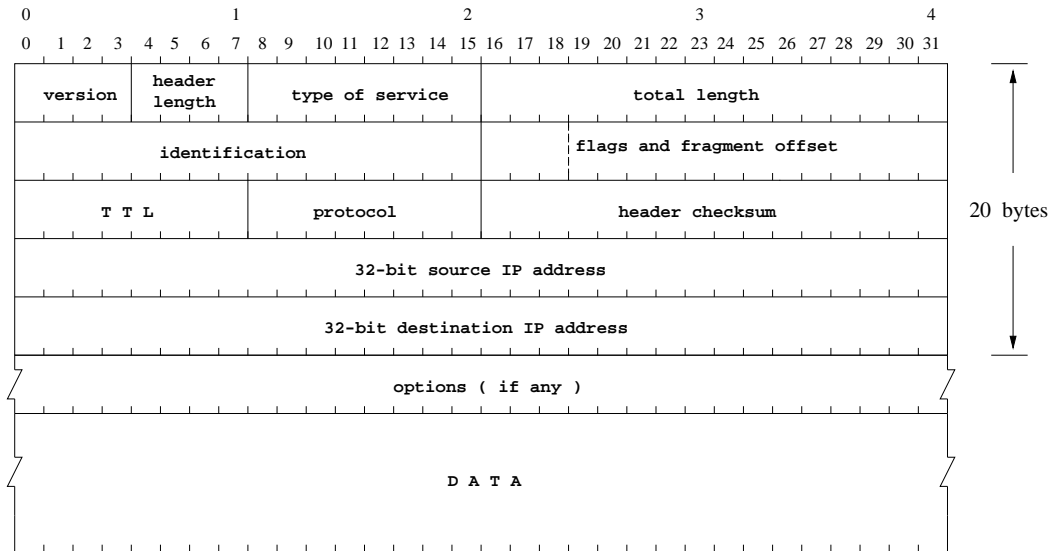 0 1 2 3 4
0 1 2 3 4 5 6 7 8 9 10 11 12 13 14 15 16 17 18 19 20 21 22 23 24 25 26 27 28 29 30 31
version header length type of service total length
identification flags and fragment offset
T T L protocol header checksum
20 bytes
32-bit source IP address
32-bit destination IP address
options ( if any )
D A T A